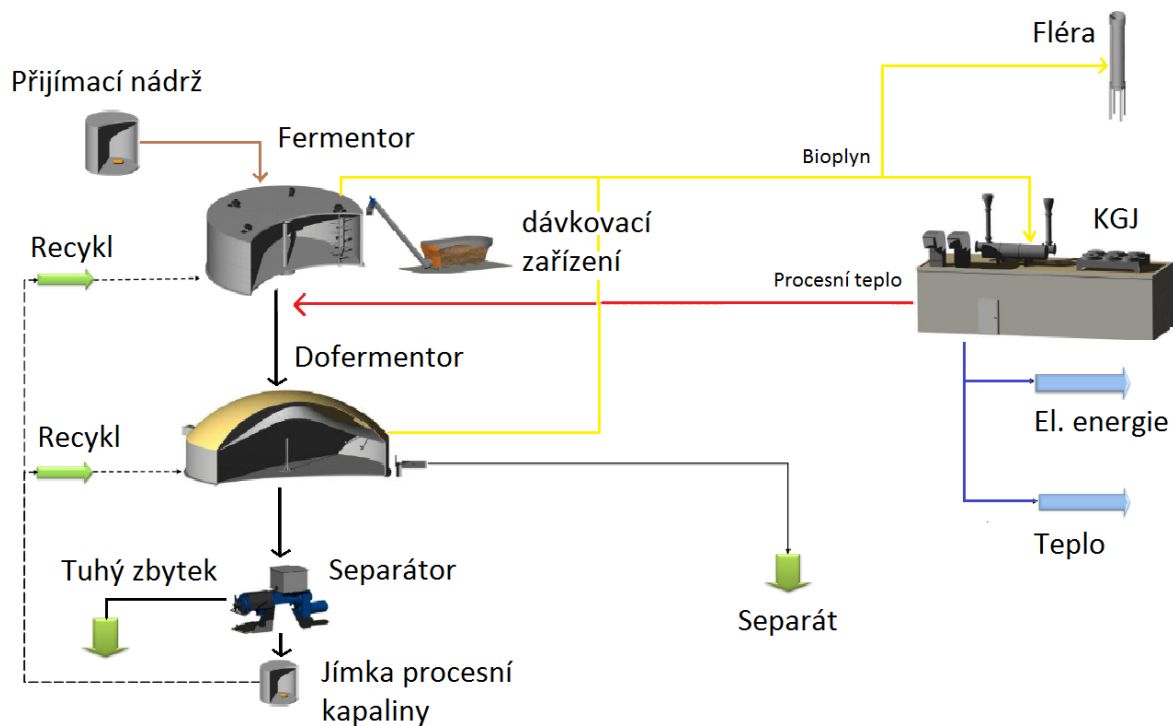 Fléra
Přijímací nádrž
Fermentor
Bioplyn
dávkovací
zařízení
KGJ
Recykl
Procesní teplo
Dofermentor
El. energie
Recykl
Teplo
Tuhý zbytek
Separátor
Separát
Jímka procesní
kapaliny